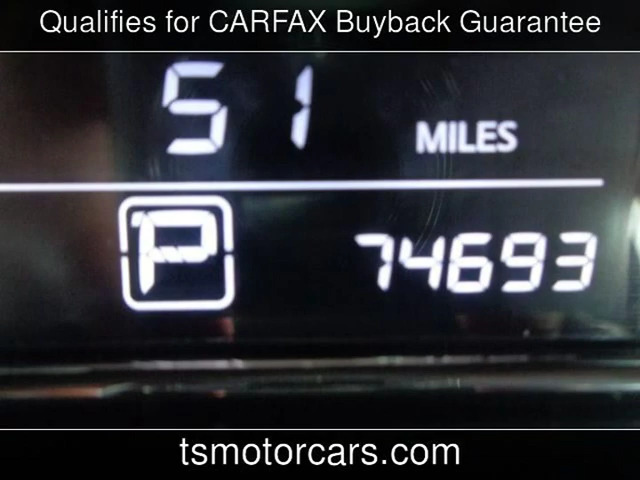 Qualifies for CARFAX Buyback Guarantee
51 MILES
P 74693
tsmotorcars.com